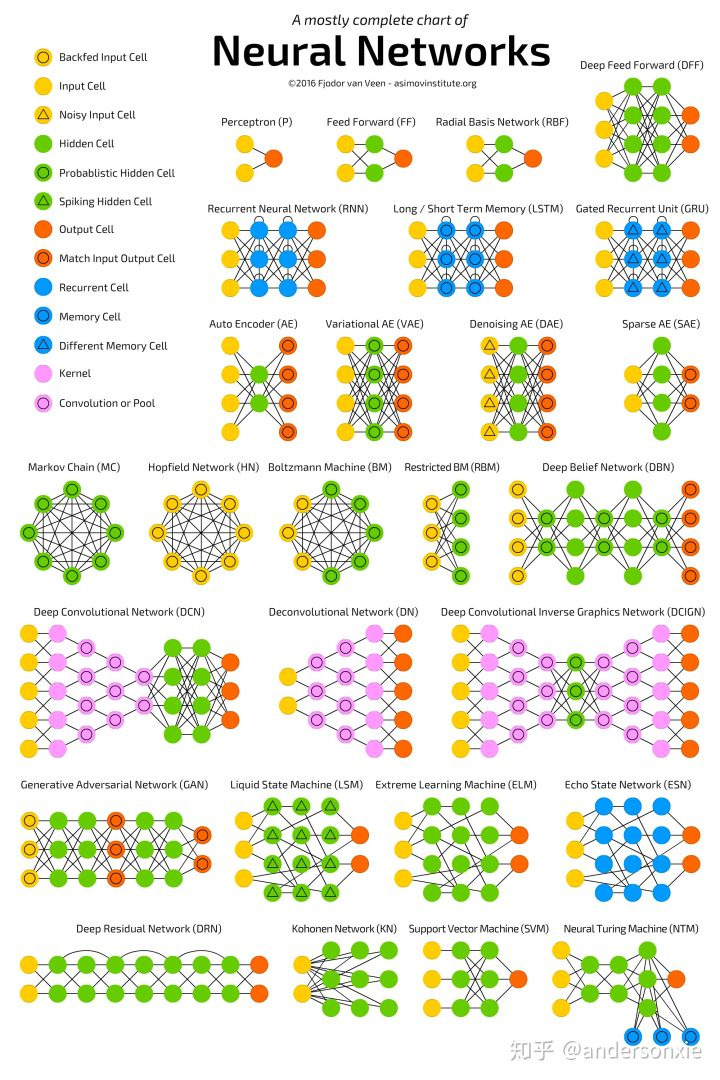 A mostly complete chart of
Neural Networks
©2016 Fjodor van Veen - asimovinstitute.org
Backfed Input Cell
Input Cell
Noisy Input Cell
Hidden Cell
Probablistic Hidden Cell
Spiking Hidden Cell
Output Cell
Match Input Output Cell
Recurrent Cell
Memory Cell
Different Memory Cell
Kernel
Convolution or Pool
Deep Feed Forward (DFF)
Perceptron (P)
Feed Forward (FF)
Radial Basis Network (RBF)
Recurrent Neural Network (RNN)
Long / Short Term Memory (LSTM)
Gated Recurrent Unit (GRU)
Auto Encoder (AE)
Variational AE (VAE)
Denoising AE (DAE)
Sparse AE (SAE)
Markov Chain (MC)
Hopfield Network (HN)
Boltzmann Machine (BM)
Restricted BM (RBM)
Deep Belief Network (DBN)
Deep Convolutional Network (DCN)
Deconvolutional Network (DN)
Deep Convolutional Inverse Graphics Network (DCIGN)
Generative Adversarial Network (GAN)
Liquid State Machine (LSM)
Extreme Learning Machine (ELM)
Echo State Network (ESN)
Deep Residual Network (DRN)
Kohonen Network (KN)
Support Vector Machine (SVM)
Neural Turing Machine (NTM)
知乎 @andersonxie